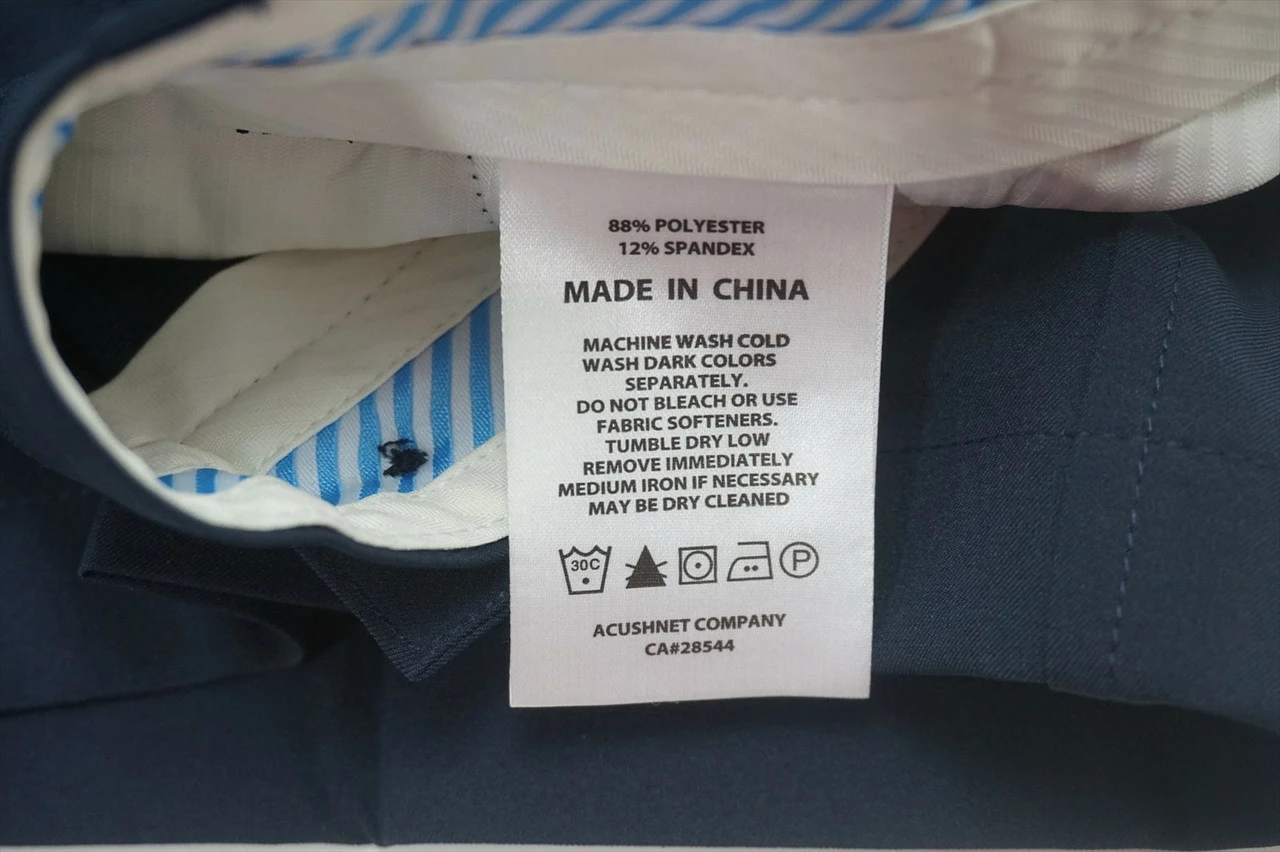 88% POLYESTER
12% SPANDEX
MADE IN CHINA
MACHINE WASH COLD
WASH DARK COLORS
SEPARATELY.
DO NOT BLEACH OR USE
FABRIC SOFTENERS.
TUMBLE DRY LOW
REMOVE IMMEDIATELY
MEDIUM IRON IF NECESSARY
MAY BE DRY CLEANED
30C P
ACUSHNET COMPANY
CA#28544